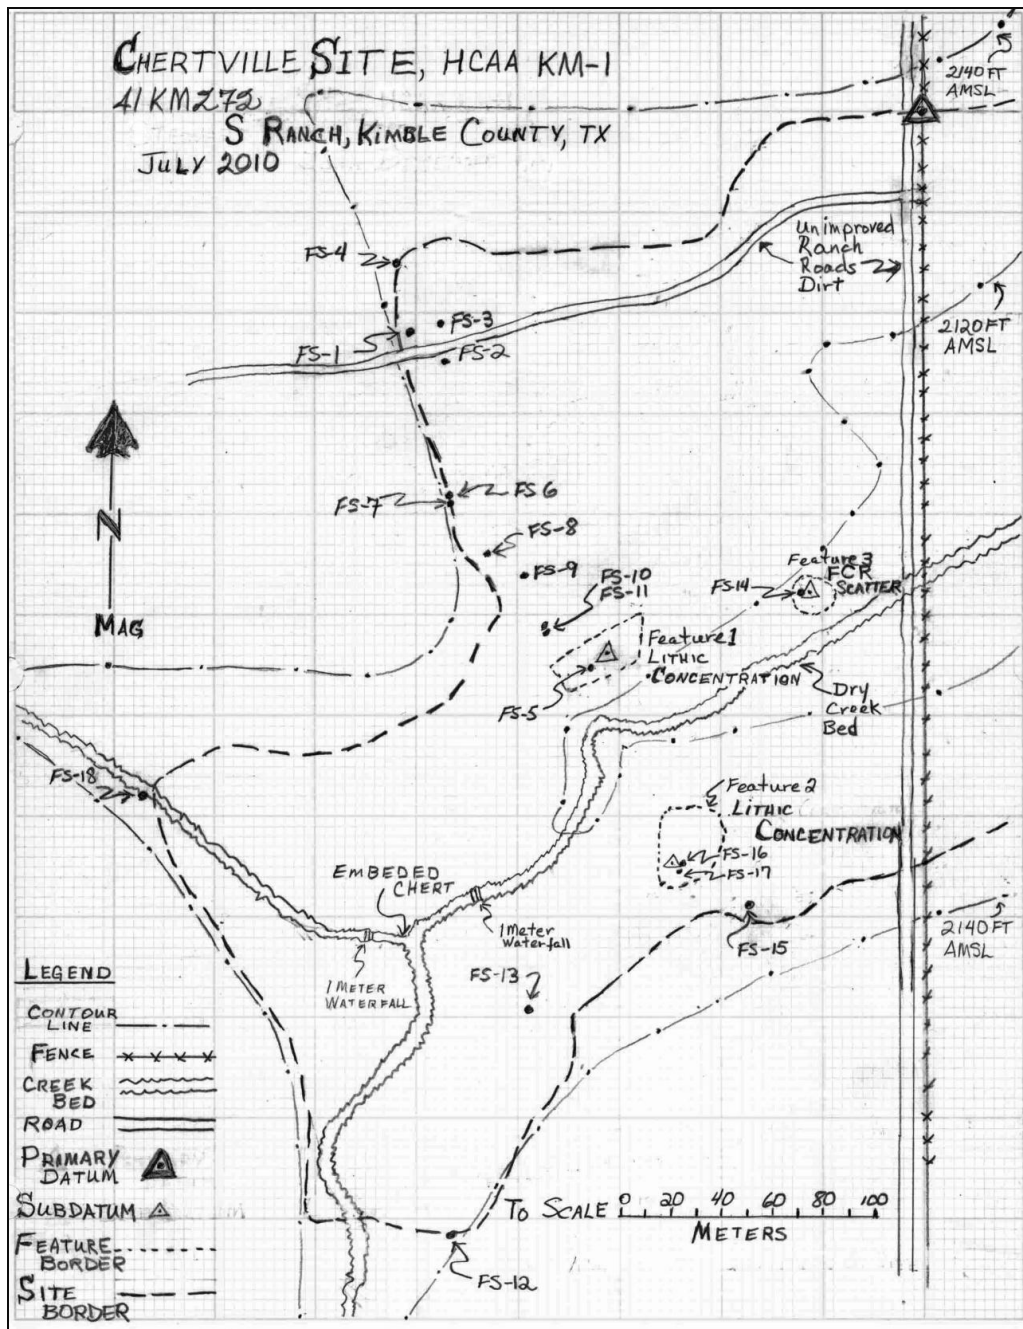 CHERTVILLE SITE, HCAA KM-1
41KM272
S RANCH, KIMBLE COUNTY, TX
JULY 2010
2140 FT
AMSL
FS-4
Unimproved
Ranch
Roads
Dirt
FS-3
FS-1
FS-2
2120 FT
AMSL
FS 6
FS-7
FS-8
FS-9
FS-10
FS-11
Feature 3
FCR
SCATTER
FS-14
N
MAG
Feature 1
LITHIC
CONCENTRATION
FS-5
Dry
Creek
Bed
FS-18
Feature 2
LITHIC
CONCENTRATION
FS-16
FS-17
EMBEDED
CHERT
1 Meter
Waterfall
FS-15
2140 FT
AMSL
FS-13
1 METER
WATERFALL
LEGEND
CONTOUR
LINE
FENCE
CREEK
BED
ROAD
PRIMARY
DATUM
SUBDATUM
FEATURE
BORDER
SITE
BORDER
TO SCALE 0 20 40 60 80 100
METERS
FS-12